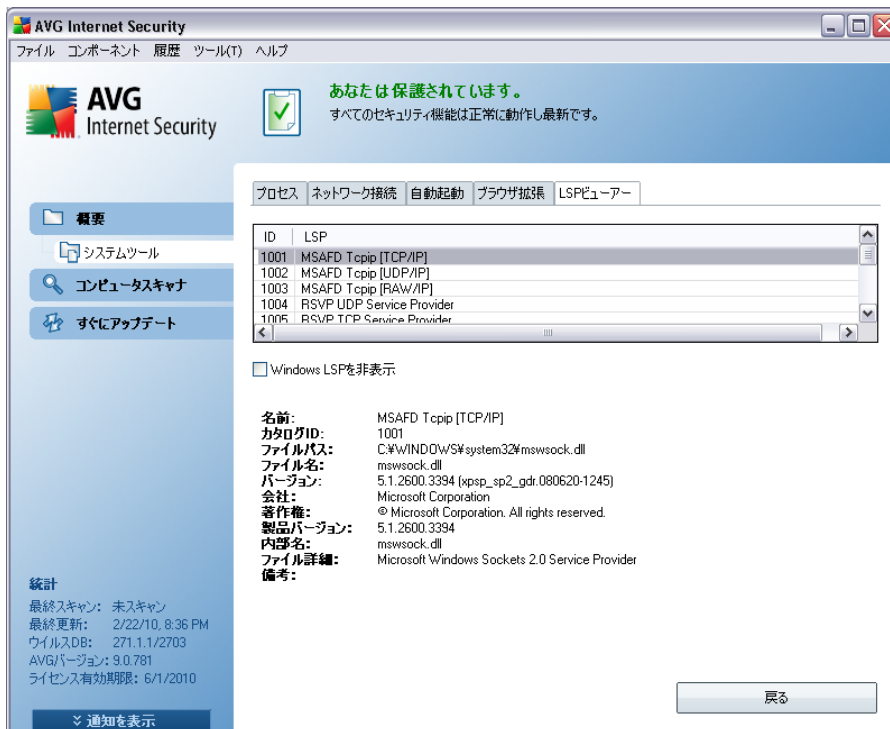 AVG Internet Security
ファイル コンポーネント 履歴 ツール(T) ヘルプ
AVG
Internet Security
あなたは保護されています。
すべてのセキュリティ機能は正常に動作し最新です。
概要
システムツール
コンピュータスキャナ
すぐにアップデート
プロセス ネットワーク接続 自動起動 ブラウザ拡張 LSPビューアー
ID LSP
1001 MSAFD Tcpip [TCP/IP]
1002 MSAFD Tcpip [UDP/IP]
1003 MSAFD Tcpip [RAW/IP]
1004 RSVP UDP Service Provider
1005 RSVP TCP Service Provider
Windows LSPを非表示
名前: MSAFD Tcpip [TCP/IP]
カタログID: 1001
ファイルパス: C:¥WINDOWS¥system32¥mswsock.dll
ファイル名: mswsock.dll
バージョン: 5.1.2600.3394 (xpsp_sp2_gdr.080620-1245)
会社: Microsoft Corporation
著作権: © Microsoft Corporation. All rights reserved.
製品バージョン: 5.1.2600.3394
内部名: mswsock.dll
ファイル詳細: Microsoft Windows Sockets 2.0 Service Provider
備考:
統計
最終スキャン: 未スキャン
最終更新: 2/22/10, 8:36 PM
ウイルスDB: 271.1.1/2703
AVGバージョン: 9.0.781
ライセンス有効期限: 6/1/2010
通知を表示
戻る